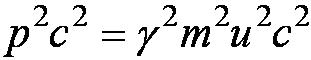 p²c² = γ²m²u²c²